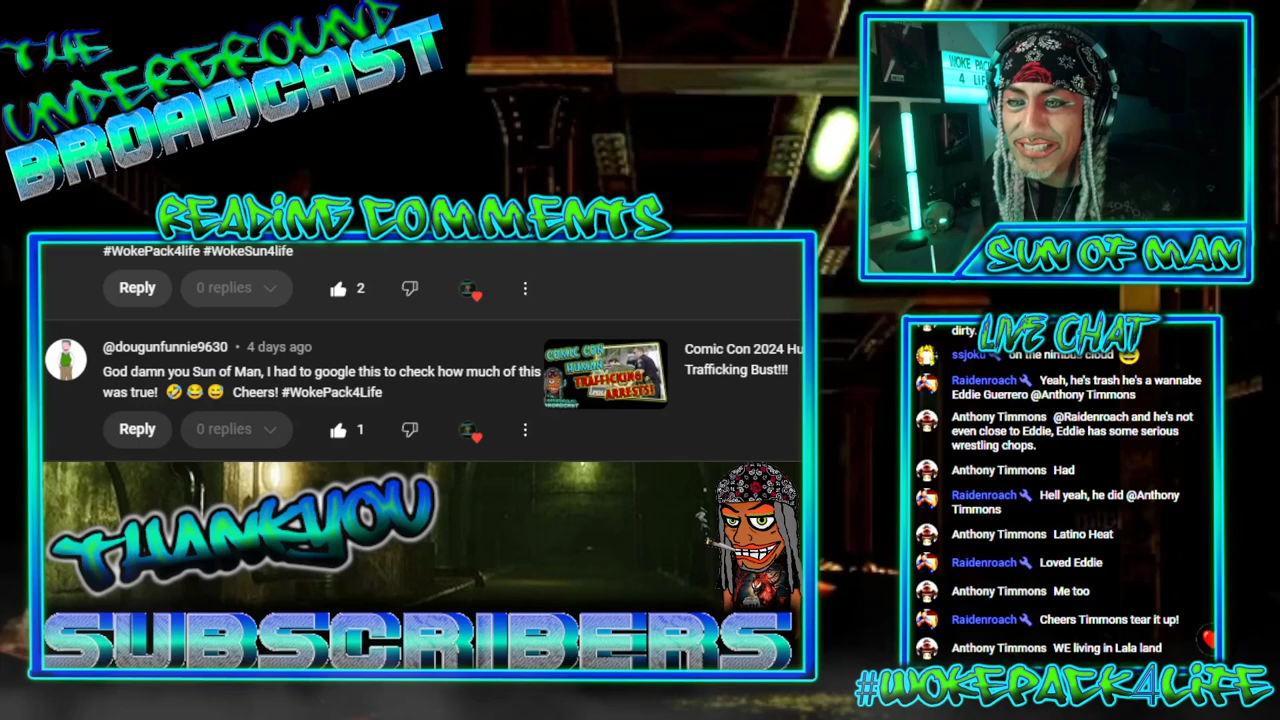 THE
UNDERGROUND
BROADCAST
READING COMMENTS
#WokePack4life #WokeSun4life
Reply
0 replies
2
@dougunfunnie9630 • 4 days ago
God damn you Sun of Man, I had to google this to check how much of this
was true! 🤣 😂 😅 Cheers! #WokePack4Life
COMIC CON
HUMAN
TRAFFICKING
ARRESTS!
Comic Con 2024 Hu
Trafficking Bust!!!
Reply
0 replies
1
THANKYOU
SUBSCRIBERS
WOKE PAC
4 LIF
SUN OF MAN
LIVE CHAT
dirty.
ssjoku on the nimbus cloud 😄
Raidenroach Yeah, he's trash he's a wannabe
Eddie Guerrero @Anthony Timmons
Anthony Timmons @Raidenroach and he's not
even close to Eddie, Eddie has some serious
wrestling chops.
Anthony Timmons Had
Raidenroach Hell yeah, he did @Anthony
Timmons
Anthony Timmons Latino Heat
Raidenroach Loved Eddie
Anthony Timmons Me too
Raidenroach Cheers Timmons tear it up!
Anthony Timmons WE living in Lala land
#WOKEPACK4LIFE